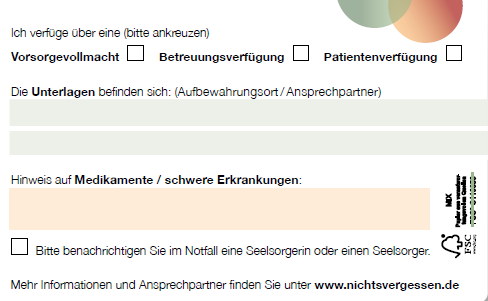 Ich verfüge über eine (bitte ankreuzen)
Vorsorgevollmacht Betreuungsverfügung Patientenverfügung
Die Unterlagen befinden sich: (Aufbewahrungsort / Ansprechpartner)
Hinweis auf Medikamente / schwere Erkrankungen:
MIX
FSC
Bitte benachrichtigen Sie im Notfall eine Seelsorgerin oder einen Seelsorger.
Mehr Informationen und Ansprechpartner finden Sie unter www.nichtsvergessen.de